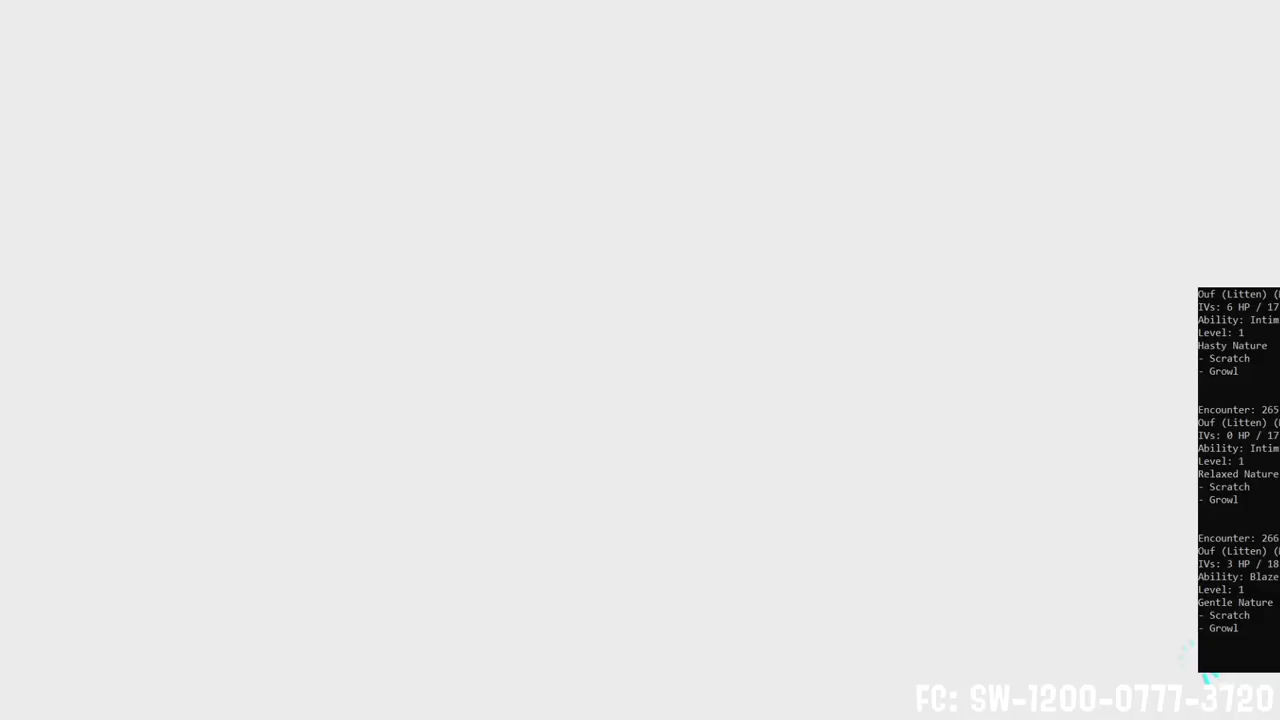 Ouf (Litten) (
IVs: 6 HP / 17
Ability: Intim
Level: 1
Hasty Nature
- Scratch
- Growl
Encounter: 265
Ouf (Litten) (
IVs: 0 HP / 17
Ability: Intim
Level: 1
Relaxed Nature
- Scratch
- Growl
Encounter: 266
Ouf (Litten) (
IVs: 3 HP / 18
Ability: Blaze
Level: 1
Gentle Nature
- Scratch
- Growl
FC: SW-1200-0777-3720